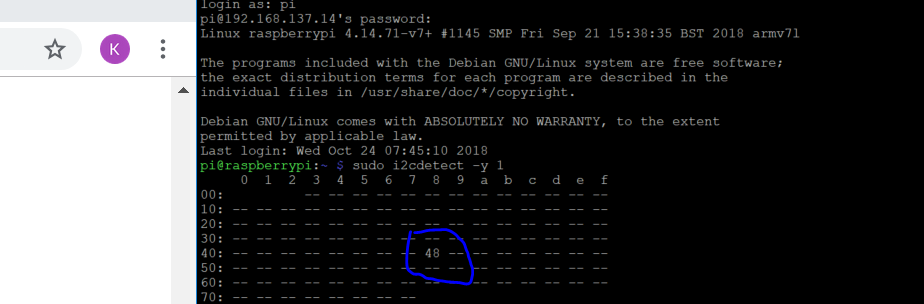 K
login as: pi
pi@192.168.137.14's password:
Linux raspberrypi 4.14.71-v7+ #1145 SMP Fri Sep 21 15:38:35 BST 2018 armv7l
The programs included with the Debian GNU/Linux system are free software;
the exact distribution terms for each program are described in the
individual files in /usr/share/doc/*/copyright.
Debian GNU/Linux comes with ABSOLUTELY NO WARRANTY, to the extent
permitted by applicable law.
Last login: Wed Oct 24 07:45:10 2018
pi@raspberrypi:~ $ sudo i2cdetect -y 1
     0  1  2  3  4  5  6  7  8  9  a  b  c  d  e  f
00:          -- -- -- -- -- -- -- -- -- -- -- -- --
10: -- -- -- -- -- -- -- -- -- -- -- -- -- -- -- --
20: -- -- -- -- -- -- -- -- -- -- -- -- -- -- -- --
30: -- -- -- -- -- -- -- -- -- -- -- -- -- -- -- --
40: -- -- -- -- -- -- -- -- 48 -- -- -- -- -- -- --
50: -- -- -- -- -- -- -- -- -- -- -- -- -- -- -- --
60: -- -- -- -- -- -- -- -- -- -- -- -- -- -- -- --
70: -- -- -- -- -- -- -- --